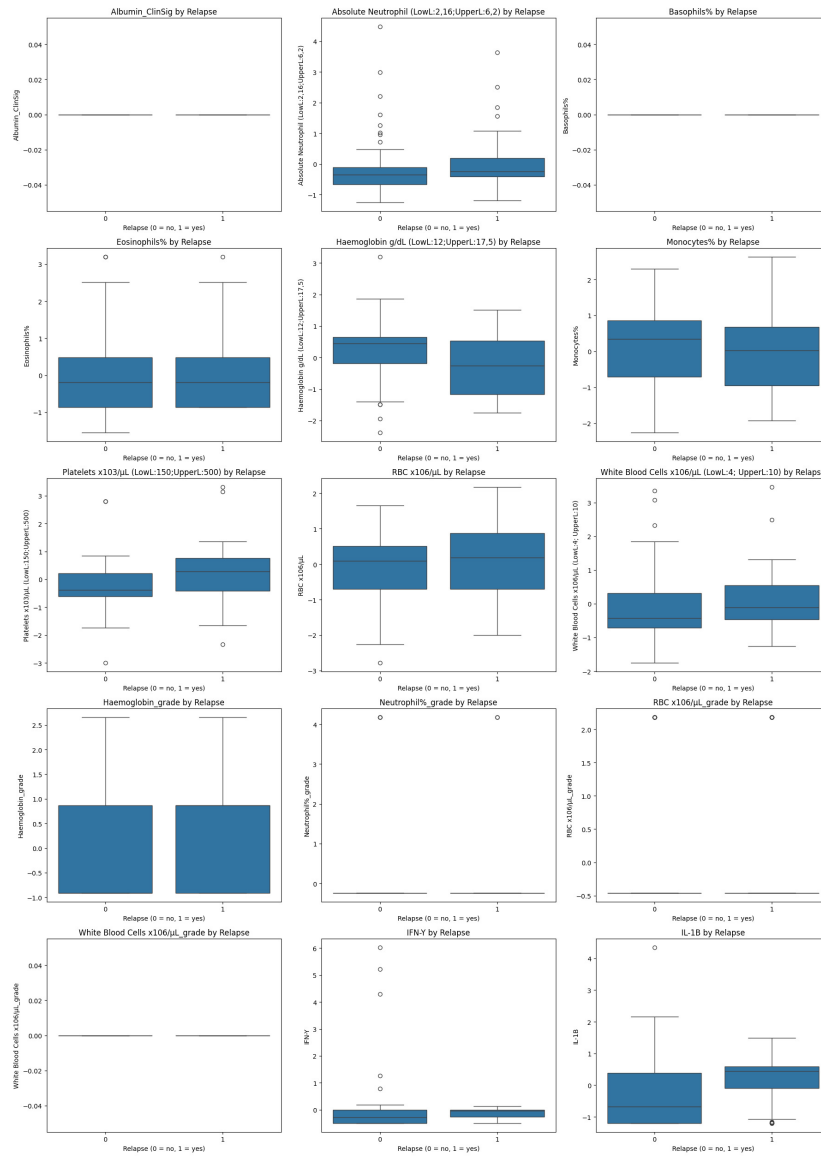 Albumin_ClinSig by Relapse
Albumin_ClinSig
0.04
0.02
0.00
−0.02
−0.04
0
1
Relapse (0 = no, 1 = yes)
Absolute Neutrophil (LowL:2,16;UpperL:6,2) by Relapse
Absolute Neutrophil (LowL:2,16;UpperL:6,2)
4
3
2
1
0
−1
0
1
Relapse (0 = no, 1 = yes)
Basophils% by Relapse
Basophils%
0.04
0.02
0.00
−0.02
−0.04
0
1
Relapse (0 = no, 1 = yes)
Eosinophils% by Relapse
Eosinophils%
3
2
1
0
−1
0
1
Relapse (0 = no, 1 = yes)
Haemoglobin g/dL (LowL:12;UpperL:17,5) by Relapse
Haemoglobin g/dL (LowL:12;UpperL:17,5)
3
2
1
0
−1
−2
0
1
Relapse (0 = no, 1 = yes)
Monocytes% by Relapse
Monocytes%
2
1
0
−1
−2
0
1
Relapse (0 = no, 1 = yes)
Platelets x103/μL (LowL:150;UpperL:500) by Relapse
Platelets x103/μL (LowL:150;UpperL:500)
3
2
1
0
−1
−2
−3
0
1
Relapse (0 = no, 1 = yes)
RBC x106/μL by Relapse
RBC x106/μL
2
1
0
−1
−2
−3
0
1
Relapse (0 = no, 1 = yes)
White Blood Cells x106/μL (LowL:4; UpperL:10) by Relaps
White Blood Cells x106/μL (LowL:4; UpperL:10)
3
2
1
0
−1
−2
0
1
Relapse (0 = no, 1 = yes)
Haemoglobin_grade by Relapse
Haemoglobin_grade
2.5
2.0
1.5
1.0
0.5
0.0
−0.5
−1.0
0
1
Relapse (0 = no, 1 = yes)
Neutrophil%_grade by Relapse
Neutrophil%_grade
4
3
2
1
0
0
1
Relapse (0 = no, 1 = yes)
RBC x106/μL_grade by Relapse
RBC x106/μL_grade
2.0
1.5
1.0
0.5
0.0
−0.5
0
1
Relapse (0 = no, 1 = yes)
White Blood Cells x106/μL_grade by Relapse
White Blood Cells x106/μL_grade
0.04
0.02
0.00
−0.02
−0.04
0
1
Relapse (0 = no, 1 = yes)
IFN-Y by Relapse
IFN-Y
6
5
4
3
2
1
0
0
1
Relapse (0 = no, 1 = yes)
IL-1B by Relapse
IL-1B
4
3
2
1
0
−1
0
1
Relapse (0 = no, 1 = yes)